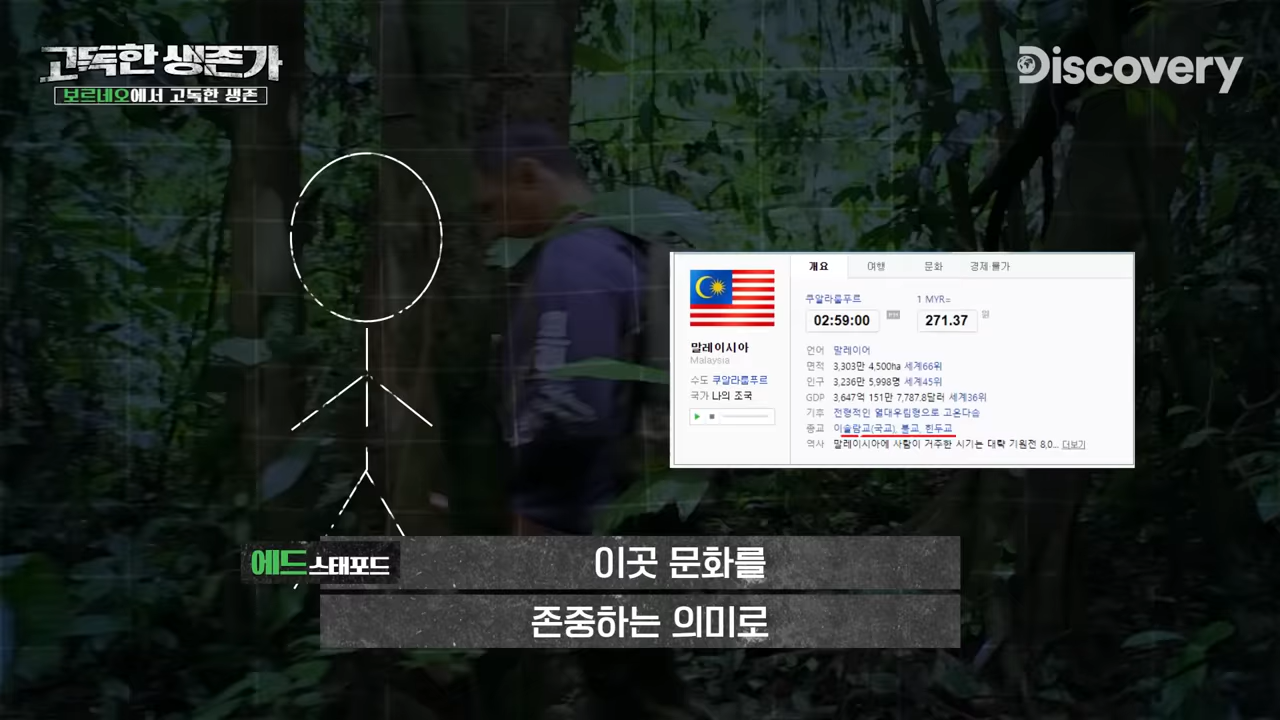 고독한 생존가
보르네오에서 고독한 생존
Discovery
개요 여행 문화 경제·물가
말레이시아
Malaysia
수도 쿠알라룸푸르
국가 나의 조국
쿠알라룸푸르
02:59:00
1 MYR=
271.37 원
언어 말레이어
면적 3,303만 4,500ha 세계66위
인구 3,236만 5,998명 세계45위
GDP 3,647억 151만 7,787.8달러 세계36위
기후 전형적인 열대우림형으로 고온다습
종교 이슬람교(국교), 불교, 힌두교
역사 말레이시아에 사람이 거주한 시기는 대략 기원전 8,0... 더보기
에드 스태포드
이곳 문화를
존중하는 의미로